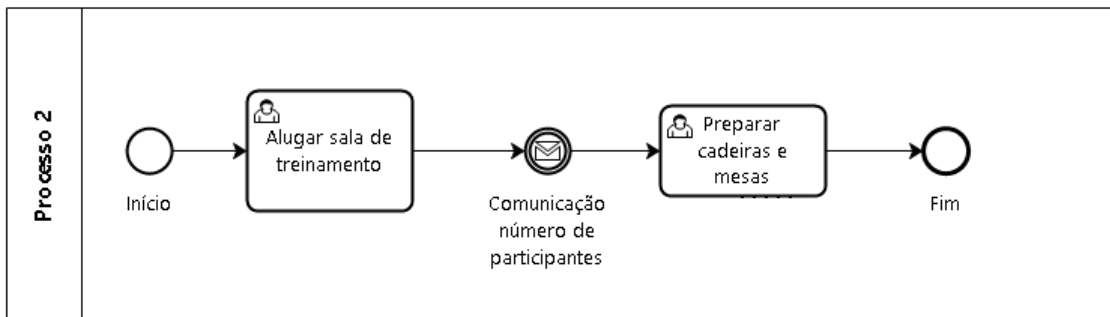 Processo 2
Início
Alugar sala de
treinamento
Comunicação
número de
participantes
Preparar
cadeiras e
mesas
Fim